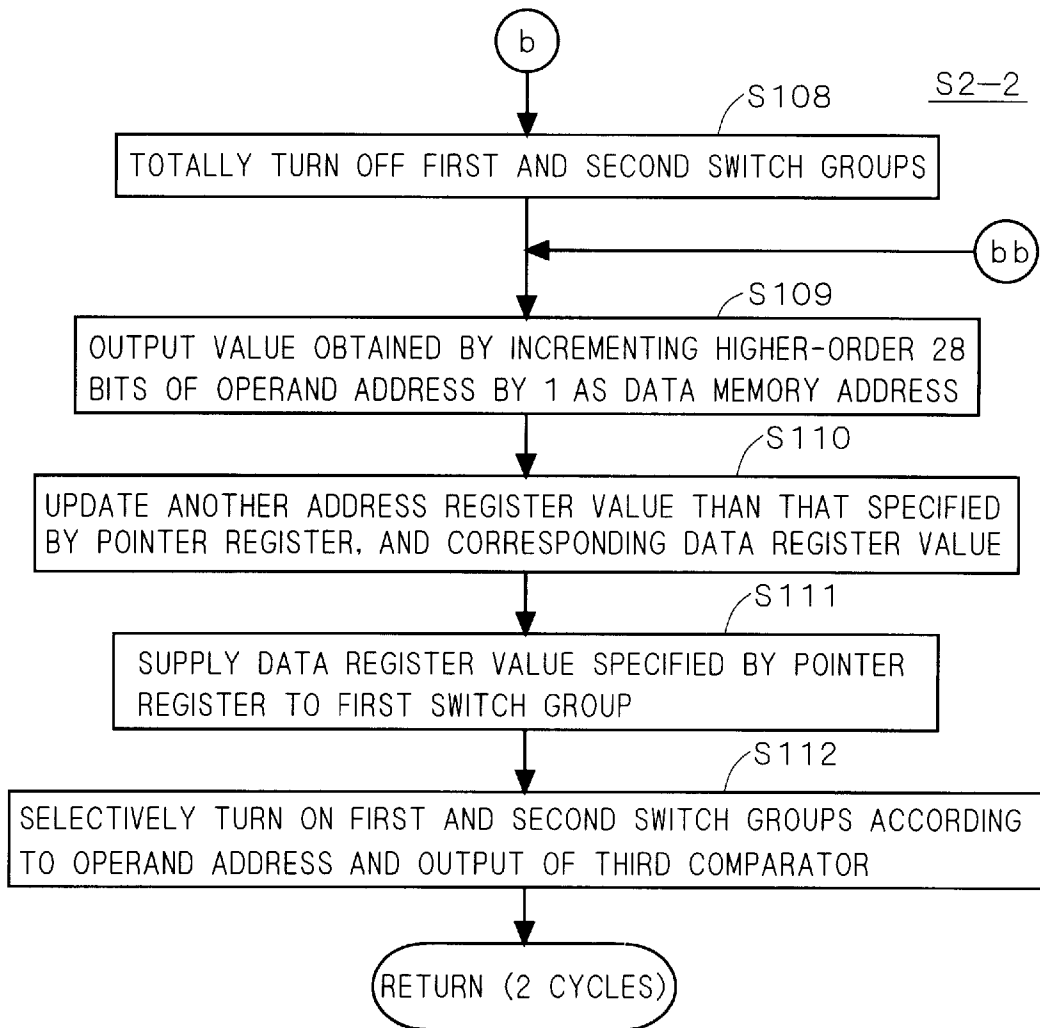 b
S2-2
S108
TOTALLY TURN OFF FIRST AND SECOND SWITCH GROUPS
bb
S109
OUTPUT VALUE OBTAINED BY INCREMENTING HIGHER-ORDER 28
BITS OF OPERAND ADDRESS BY 1 AS DATA MEMORY ADDRESS
S110
UPDATE ANOTHER ADDRESS REGISTER VALUE THAN THAT SPECIFIED
BY POINTER REGISTER, AND CORRESPONDING DATA REGISTER VALUE
S111
SUPPLY DATA REGISTER VALUE SPECIFIED BY POINTER
REGISTER TO FIRST SWITCH GROUP
S112
SELECTIVELY TURN ON FIRST AND SECOND SWITCH GROUPS ACCORDING
TO OPERAND ADDRESS AND OUTPUT OF THIRD COMPARATOR
RETURN (2 CYCLES)